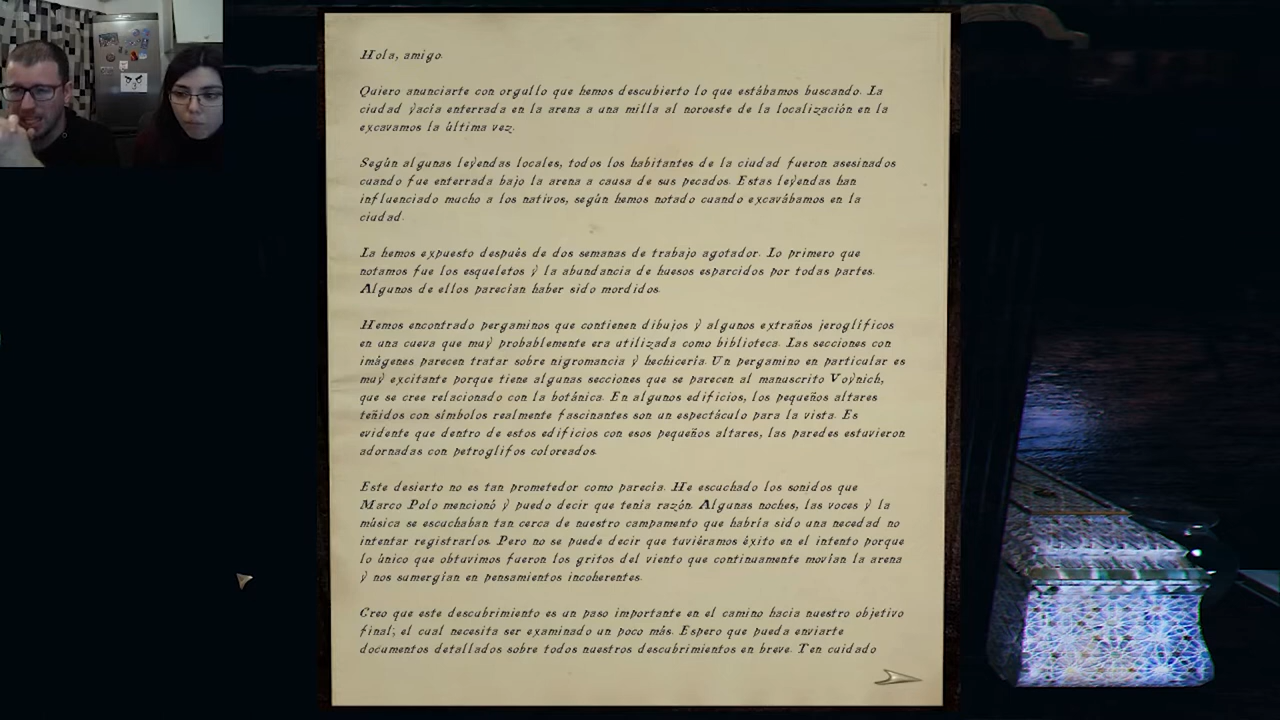 Hola, amigo.
Quiero anunciarte con orgullo que hemos descubierto lo que estábamos buscando. La
ciudad yacía enterrada en la arena a una milla al noroeste de la localización en la
excavamos la última vez.
Según algunas leyendas locales, todos los habitantes de la ciudad fueron asesinados
cuando fue enterrada bajo la arena a causa de sus pecados. Estas leyendas han
influenciado mucho a los nativos, según hemos notado cuando excavábamos en la
ciudad.
La hemos expuesto después de dos semanas de trabajo agotador. Lo primero que
notamos fue los esqueletos y la abundancia de huesos esparcidos por todas partes.
Algunos de ellos parecían haber sido mordidos.
Hemos encontrado pergaminos que contienen dibujos y algunos extraños jeroglíficos
en una cueva que muy probablemente era utilizada como biblioteca. Las secciones con
imágenes parecen tratar sobre nigromancia y hechicería. Un pergamino en particular es
muy excitante porque tiene algunas secciones que se parecen al manuscrito Voynich,
que se cree relacionado con la botánica. En algunos edificios, los pequeños altares
teñidos con símbolos realmente fascinantes son un espectáculo para la vista. Es
evidente que dentro de estos edificios con esos pequeños altares, las paredes estuvieron
adornadas con petroglifos coloreados.
Este desierto no es tan prometedor como parecía. He escuchado los sonidos que
Marco Polo mencionó y puedo decir que tenía razón. Algunas noches, las voces y la
música se escuchaban tan cerca de nuestro campamento que habría sido una necedad no
intentar registrarlos. Pero no se puede decir que tuviéramos éxito en el intento porque
lo único que obtuvimos fueron los gritos del viento que continuamente movían la arena
y nos sumergían en pensamientos incoherentes.
Creo que este descubrimiento es un paso importante en el camino hacia nuestro objetivo
final; el cual necesita ser examinado un poco más. Espero que pueda enviarte
documentos detallados sobre todos nuestros descubrimientos en breve. Ten cuidado